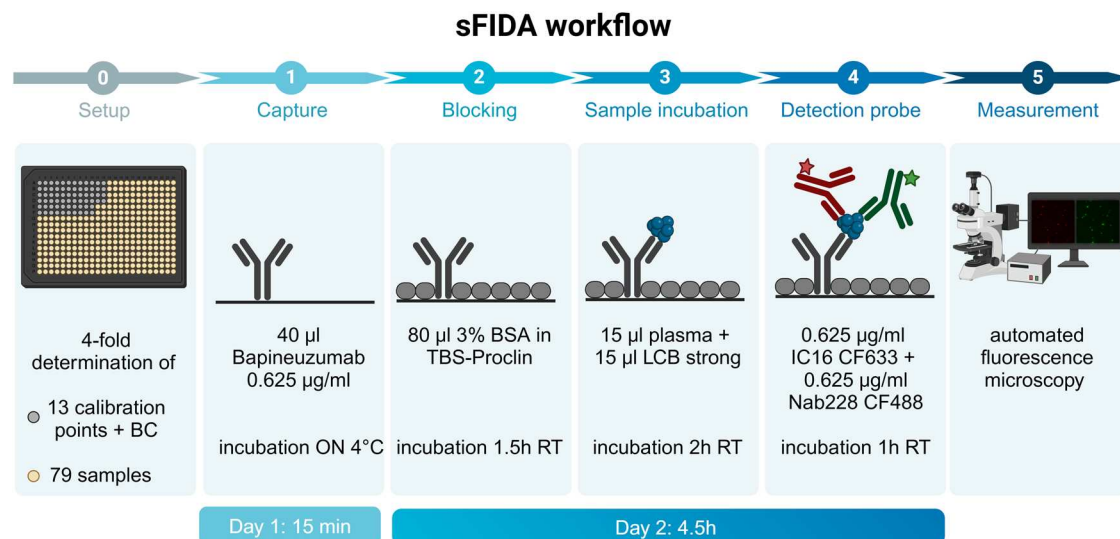 sFIDA workflow
0
1
2
3
4
5
Setup
Capture
Blocking
Sample incubation
Detection probe
Measurement
4-fold
determination of
13 calibration
points + BC
79 samples
40 µl
Bapineuzumab
0.625 µg/ml
incubation ON 4°C
80 µl 3% BSA in
TBS-Proclin
incubation 1.5h RT
15 µl plasma +
15 µl LCB strong
incubation 2h RT
0.625 µg/ml
IC16 CF633 +
0.625 µg/ml
Nab228 CF488
incubation 1h RT
automated
fluorescence
microscopy
Day 1: 15 min
Day 2: 4.5h